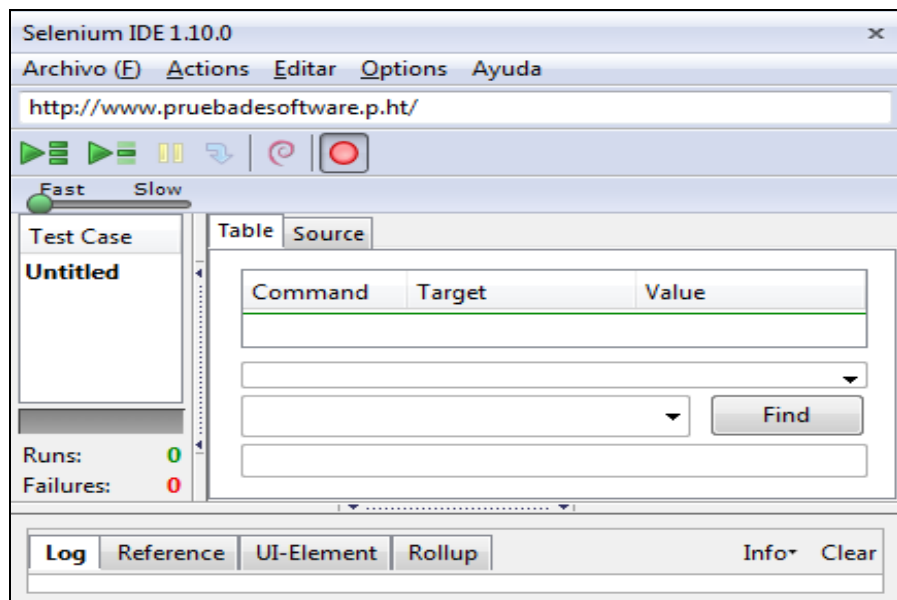 Selenium IDE 1.10.0
Archivo (F) Actions Editar Options Ayuda
http://www.pruebadesoftware.p.ht/
Fast Slow
Test Case
Untitled
Table Source
Command Target Value
Find
Runs: 0
Failures: 0
Log Reference UI-Element Rollup Info Clear